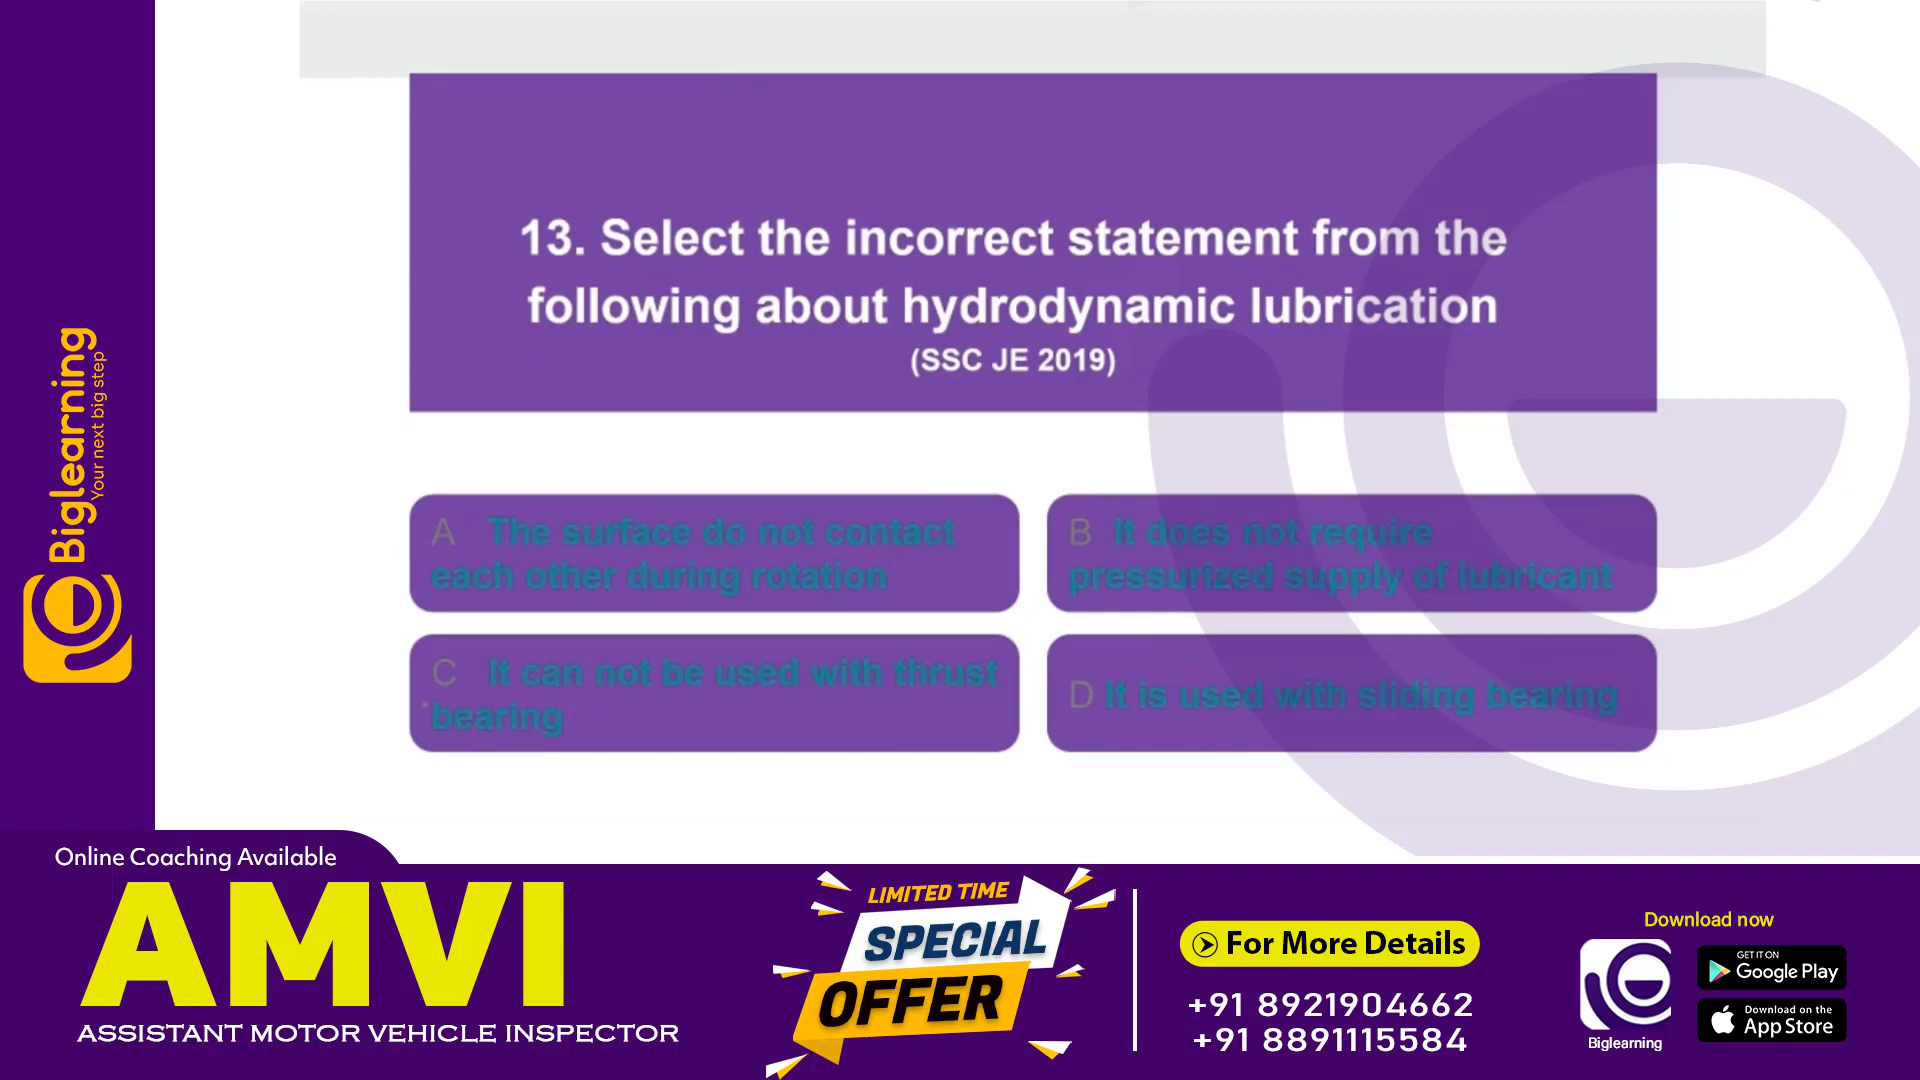 13. Select the incorrect statement from the
following about hydrodynamic lubrication
(SSC JE 2019)
A The surface do not contact
each other during rotation
B It does not require
pressurized supply of lubricant
C It can not be used with thrust
bearing
D It is used with sliding bearing
Biglearning
Your next big step
Online Coaching Available
AMVI
ASSISTANT MOTOR VEHICLE INSPECTOR
LIMITED TIME
SPECIAL
OFFER
For More Details
+91 8921904662
+91 8891115584
Download now
Biglearning
GET IT ON
Google Play
Download on the
App Store